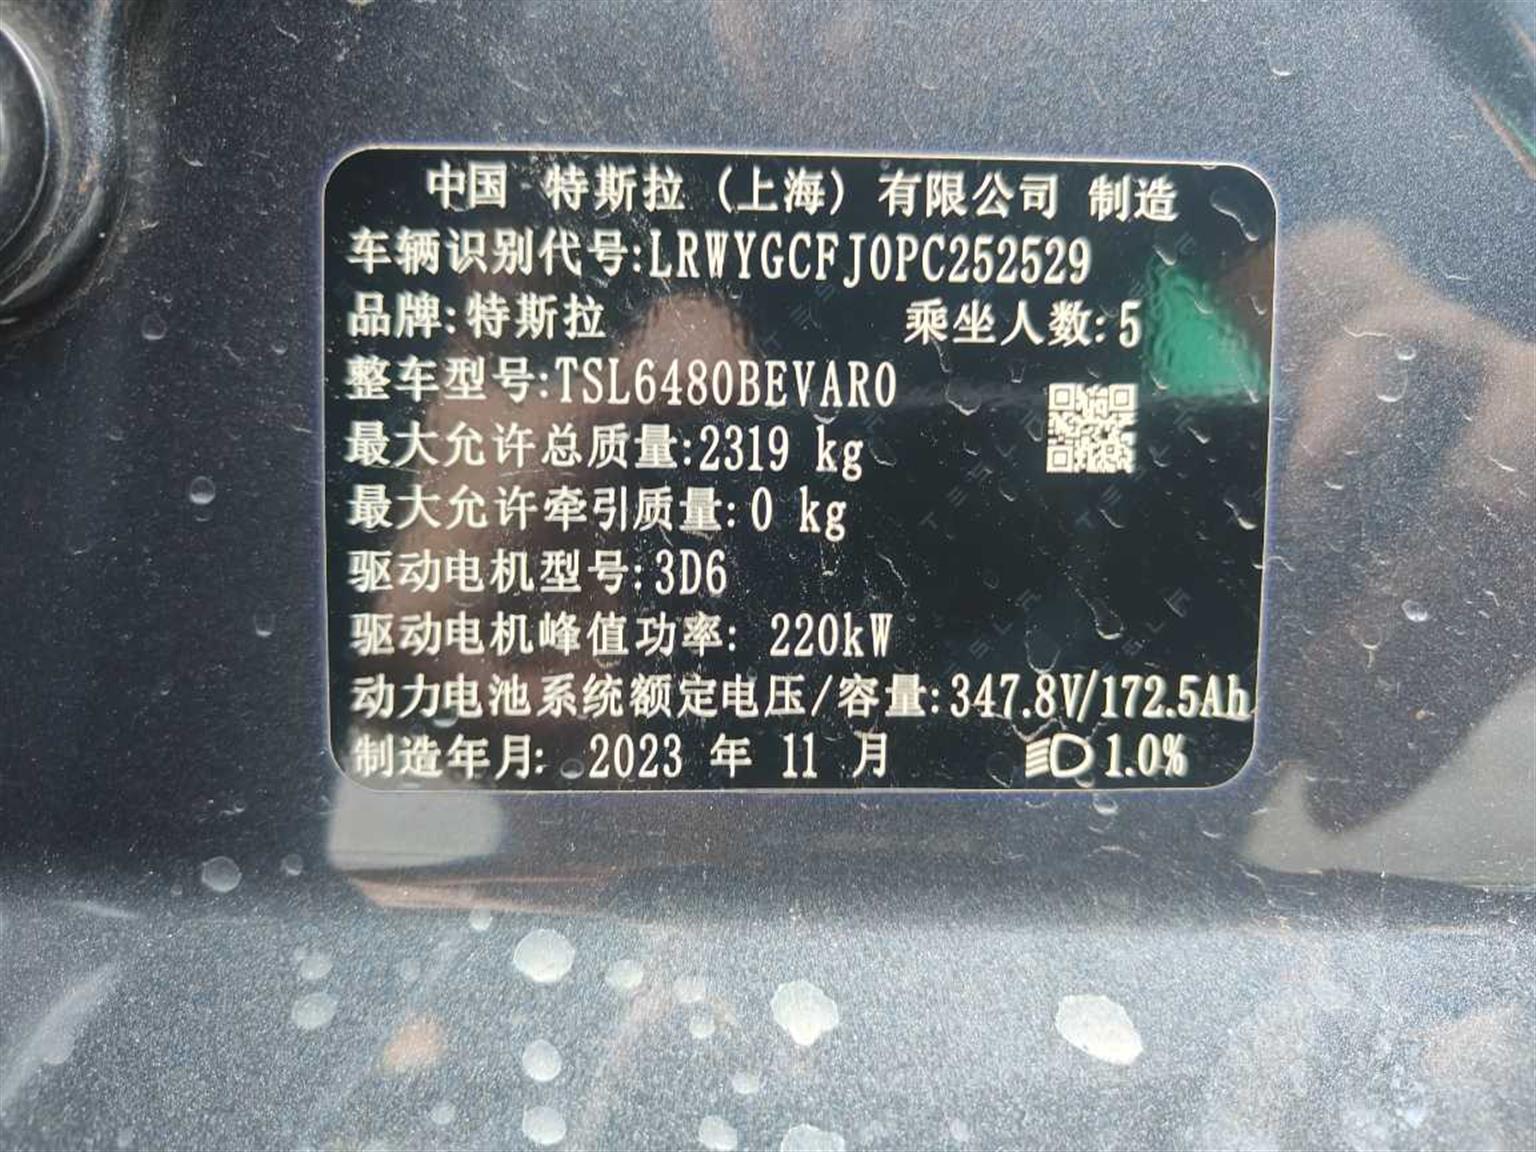 中国 特斯拉 (上海) 有限公司 制造
车辆识别代号:LRWYGCFJ0PC252529
品牌:特斯拉 乘坐人数:5
整车型号:TSL6480BEVAR0
最大允许总质量:2319 kg
最大允许牵引质量:0 kg
驱动电机型号:3D6
驱动电机峰值功率: 220kW
动力电池系统额定电压/容量:347.8V/172.5Ah
制造年月: 2023 年 11 月 1.0%